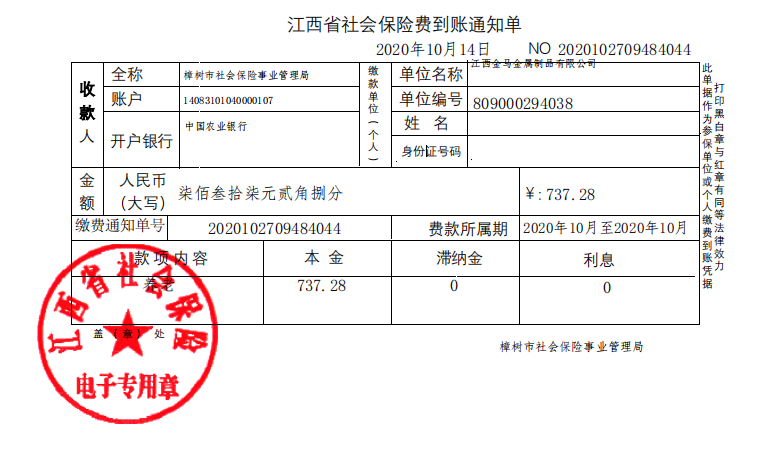 江西省社会保险费到账通知单
2020年10月14日 NO 2020102709484044
收款人 全称 樟树市社会保险事业管理局 缴款单位(个人) 单位名称 江西金马金属制品有限公司
账户 14083101040000107 单位编号 809000294038
开户银行 中国农业银行 姓 名
身份证号码
金额 人民币(大写) 柒佰叁拾柒元贰角捌分 ¥:737.28
缴费通知单号 2020102709484044 费款所属期 2020年10月至2020年10月
款项内容 本 金 滞纳金 利息
养老 737.28 0 0
盖(章)处
樟树市社会保险事业管理局
江西省社会保险
电子专用章
打印黑白章与红章有同等法律效力
此单据作为参保单位或个人缴费到账凭据